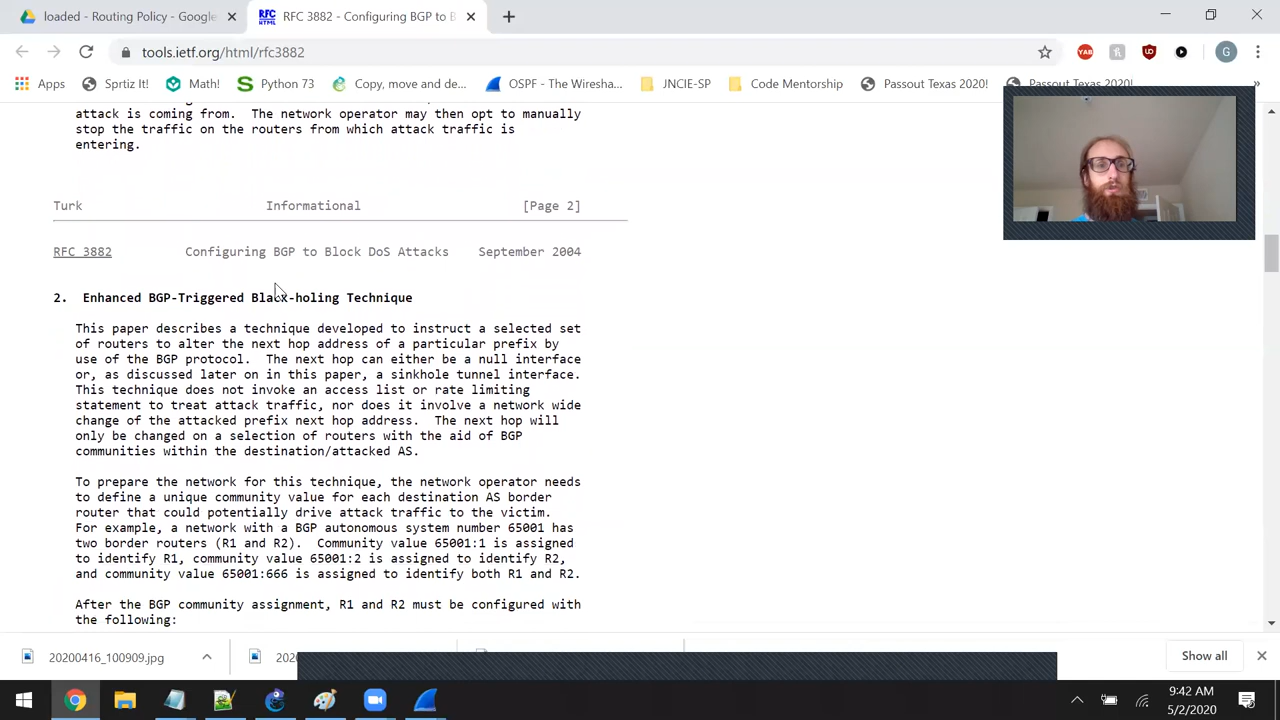 loaded - Routing Policy - Google
RFC 3882 - Configuring BGP to B
tools.ietf.org/html/rfc3882
YAB
G
Apps
Sprtiz It!
Math!
Python 73
Copy, move and de...
OSPF - The Wiresha...
JNCIE-SP
Code Mentorship
Passout Texas 2020!
Passout Texas 2020!
attack is coming from.  The network operator may then opt to manually
stop the traffic on the routers from which attack traffic is
entering.
Turk Informational [Page 2]
RFC 3882 Configuring BGP to Block DoS Attacks September 2004
2. Enhanced BGP-Triggered Black-holing Technique
This paper describes a technique developed to instruct a selected set
of routers to alter the next hop address of a particular prefix by
use of the BGP protocol.  The next hop can either be a null interface
or, as discussed later on in this paper, a sinkhole tunnel interface.
This technique does not invoke an access list or rate limiting
statement to treat attack traffic, nor does it involve a network wide
change of the attacked prefix next hop address.  The next hop will
only be changed on a selection of routers with the aid of BGP
communities within the destination/attacked AS.
To prepare the network for this technique, the network operator needs
to define a unique community value for each destination AS border
router that could potentially drive attack traffic to the victim.
For example, a network with a BGP autonomous system number 65001 has
two border routers (R1 and R2).  Community value 65001:1 is assigned
to identify R1, community value 65001:2 is assigned to identify R2,
and community value 65001:666 is assigned to identify both R1 and R2.
After the BGP community assignment, R1 and R2 must be configured with
the following:
20200416_100909.jpg
Show all
9:42 AM
5/2/2020